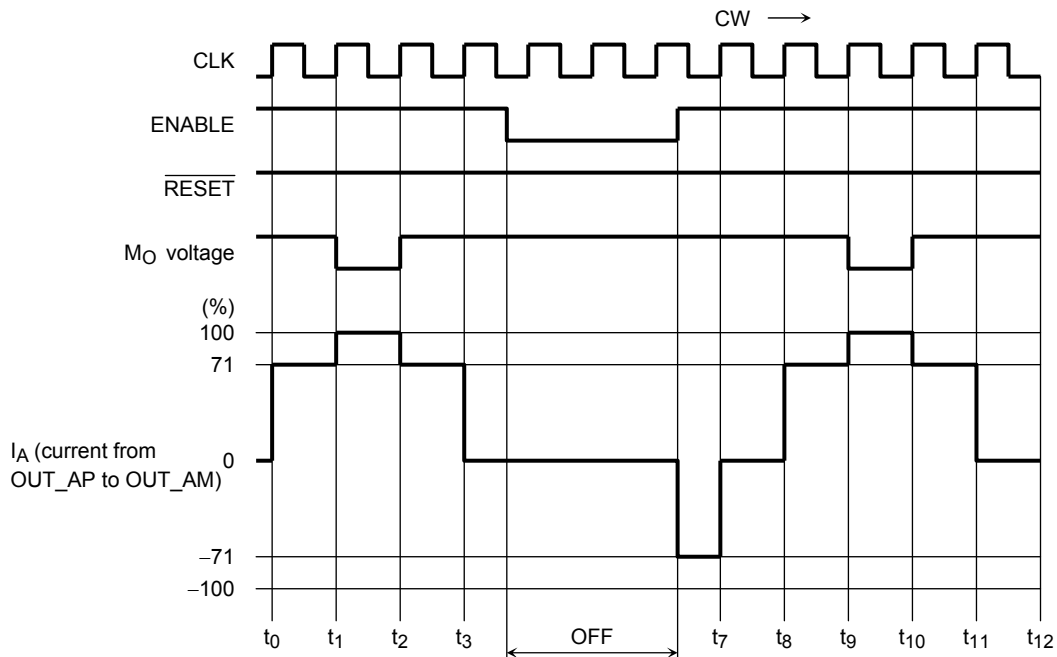 CW
CLK
ENABLE
RESET
MO voltage
(%)
100
71
IA (current from
OUT_AP to OUT_AM)
0
−71
−100
t0 t1 t2 t3 OFF t7 t8 t9 t10 t11 t12